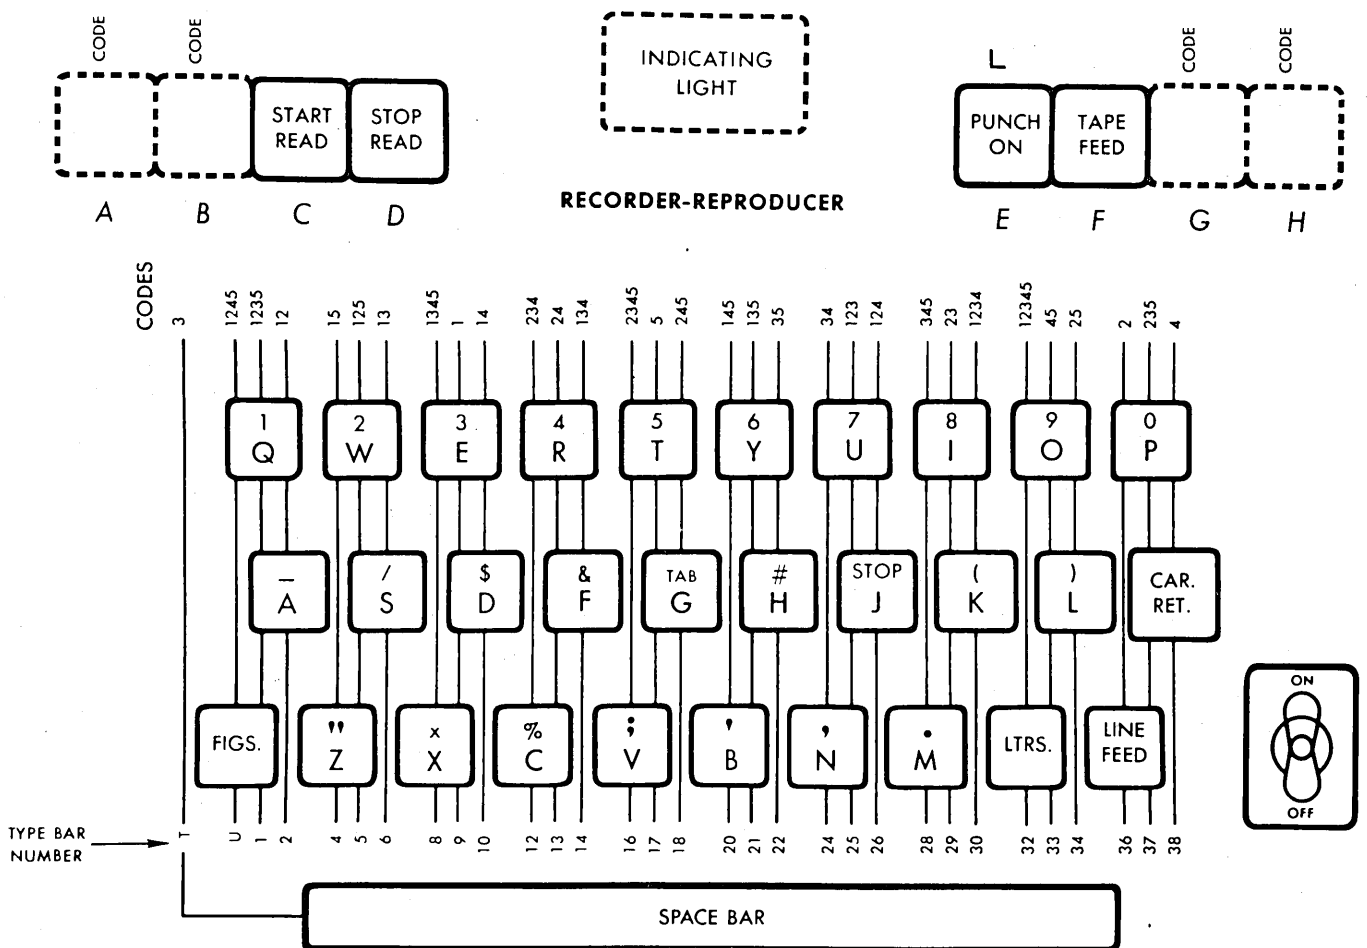 CODE CODE CODE CODE
INDICATING
LIGHT
L
START
READ
STOP
READ
PUNCH
ON
TAPE
FEED
A B C D E F G H
RECORDER-REPRODUCER
CODES
3 1245 1235 12 15 125 13 1345 1 14 234 24 134 2345 5 245 145 135 35 34 123 124 345 23 1234 12345 45 25 2 235 4
1 2 3 4 5 6 7 8 9 0
Q W E R T Y U I O P
— / $ & TAB # STOP ( ) CAR.
RET.
A S D F G H J K L
ON
FIGS. " x % ; ' , . LTRS. LINE
FEED
Z X C V B N M
OFF
TYPE BAR
NUMBER
T U 1 2 4 5 6 8 9 10 12 13 14 16 17 18 20 21 22 24 25 26 28 29 30 32 33 34 36 37 38
SPACE BAR